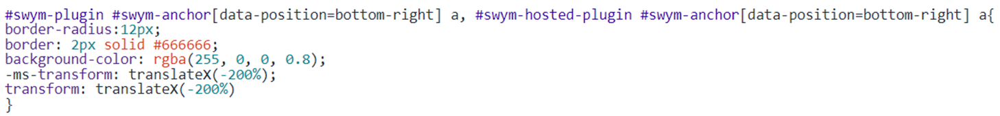 #swym-plugin #swym-anchor[data-position=bottom-right] a, #swym-hosted-plugin #swym-anchor[data-position=bottom-right] a{
border-radius:12px;
border: 2px solid #666666;
background-color: rgba(255, 0, 0, 0.8);
-ms-transform: translateX(-200%);
transform: translateX(-200%)
}